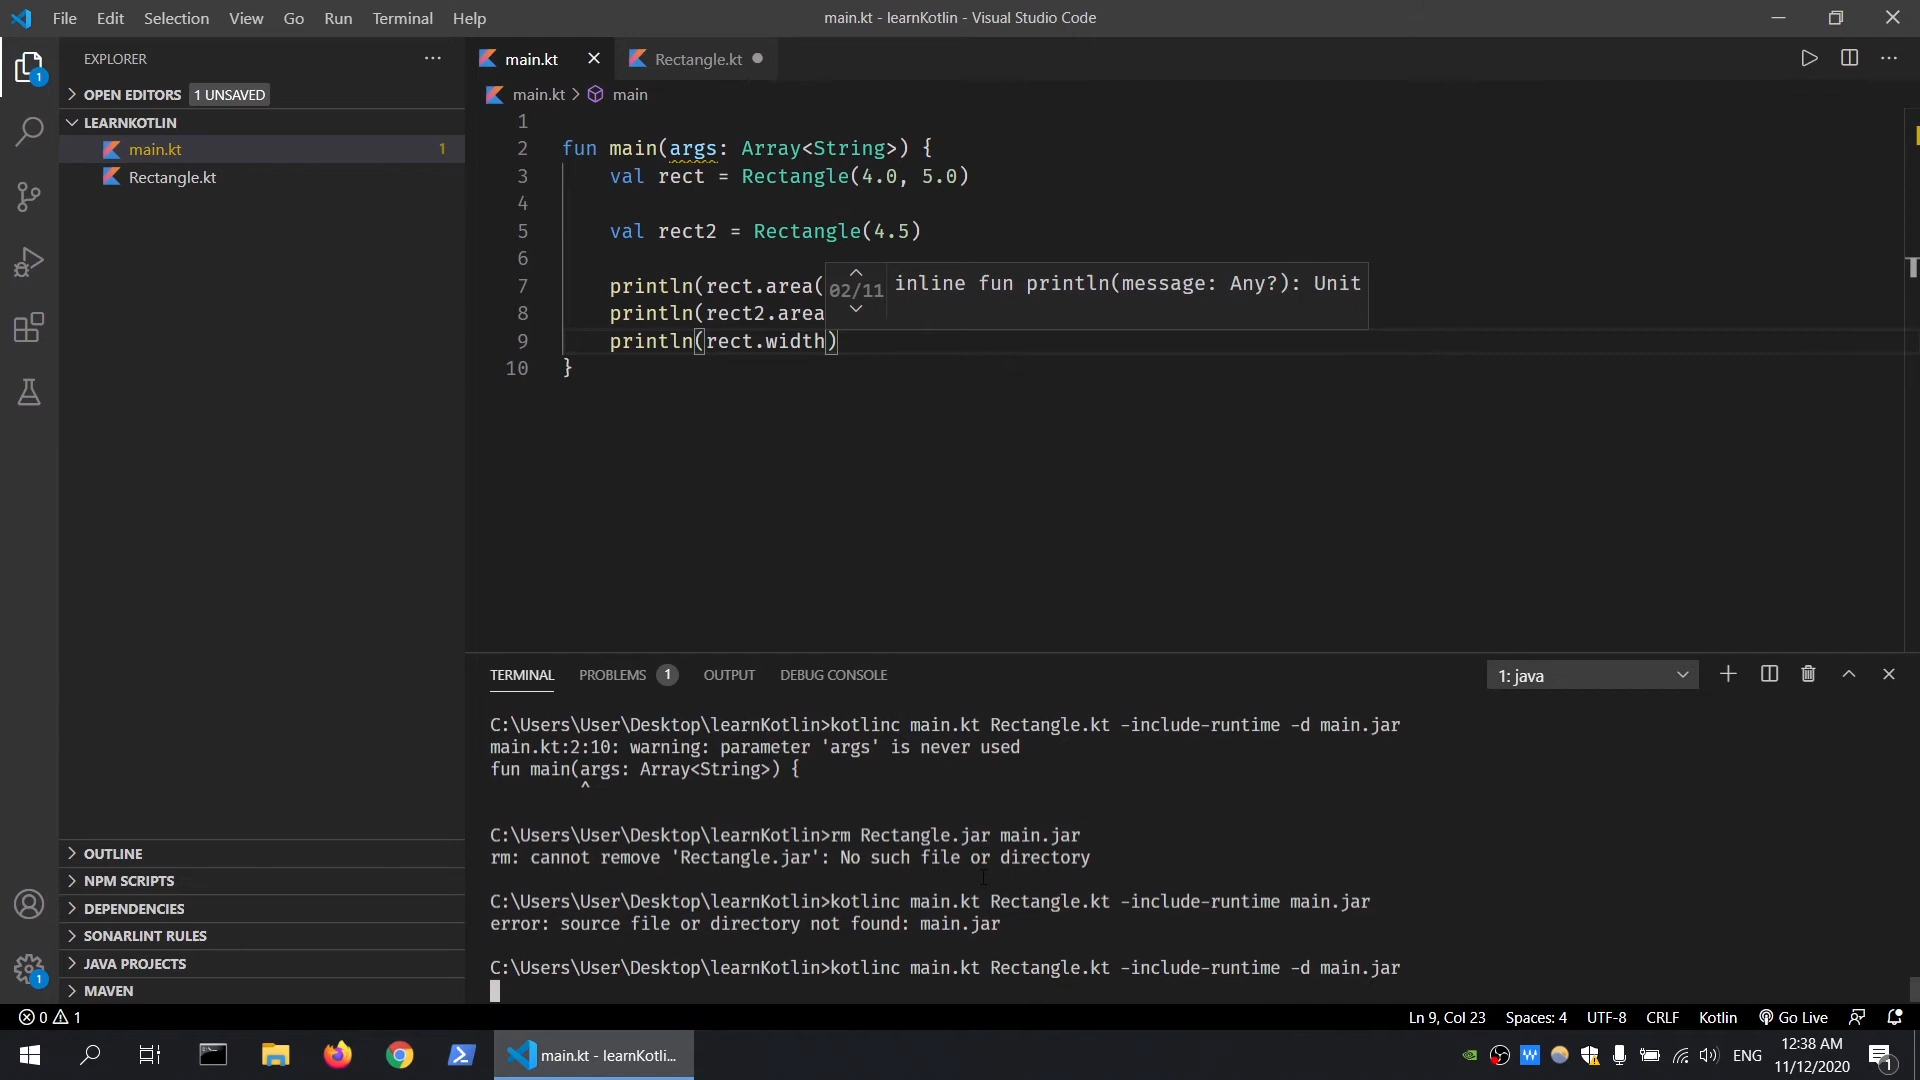 File Edit Selection View Go Run Terminal Help
main.kt - learnKotlin - Visual Studio Code
EXPLORER
OPEN EDITORS 1 UNSAVED
LEARNKOTLIN
main.kt 1
Rectangle.kt
OUTLINE
NPM SCRIPTS
DEPENDENCIES
SONARLINT RULES
JAVA PROJECTS
MAVEN
1
1
main.kt
Rectangle.kt
main.kt > main
1
2 fun main(args: Array<String>) {
3 val rect = Rectangle(4.0, 5.0)
4
5 val rect2 = Rectangle(4.5)
6
7 println(rect.area(
8 println(rect2.area
9 println(rect.width)
10 }
02/11 inline fun println(message: Any?): Unit
TERMINAL PROBLEMS 1 OUTPUT DEBUG CONSOLE
1: java
C:\Users\User\Desktop\learnKotlin>kotlinc main.kt Rectangle.kt -include-runtime -d main.jar
main.kt:2:10: warning: parameter 'args' is never used
fun main(args: Array<String>) {
^
C:\Users\User\Desktop\learnKotlin>rm Rectangle.jar main.jar
rm: cannot remove 'Rectangle.jar': No such file or directory
C:\Users\User\Desktop\learnKotlin>kotlinc main.kt Rectangle.kt -include-runtime main.jar
error: source file or directory not found: main.jar
C:\Users\User\Desktop\learnKotlin>kotlinc main.kt Rectangle.kt -include-runtime -d main.jar
0 1
Ln 9, Col 23 Spaces: 4 UTF-8 CRLF Kotlin Go Live
main.kt - learnKotli...
ENG
12:38 AM
11/12/2020
1